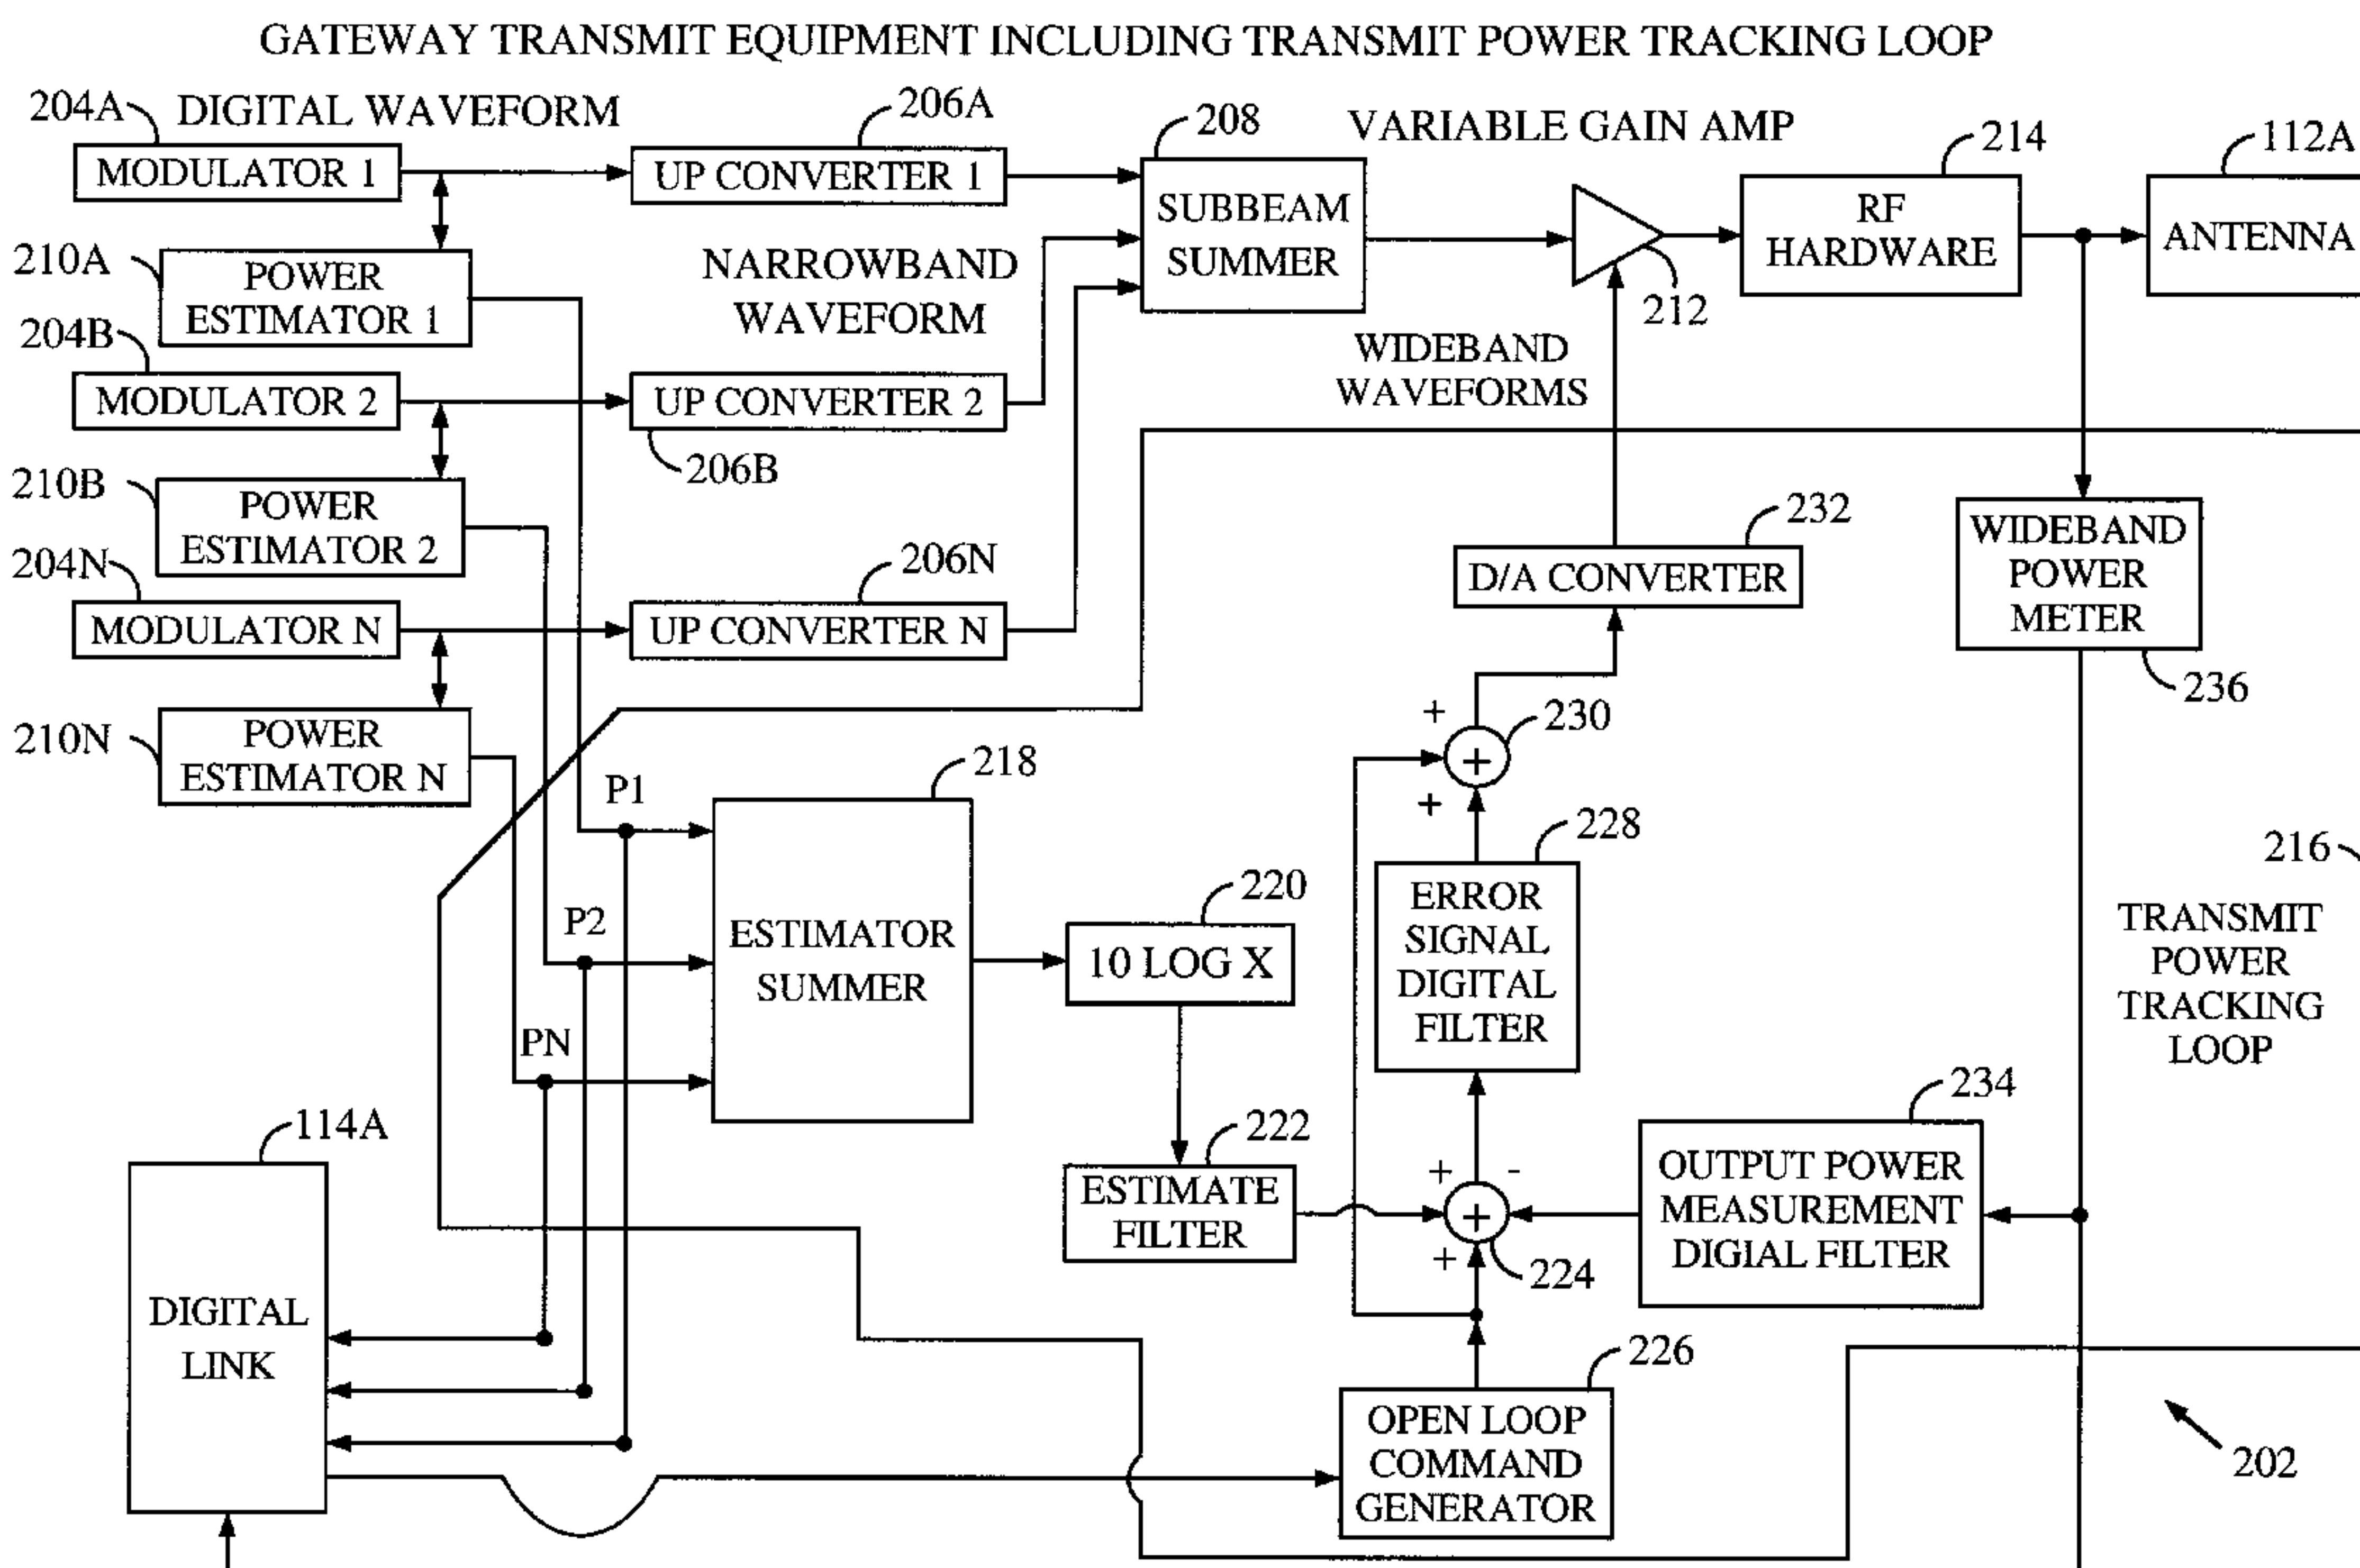 GATEWAY TRANSMIT EQUIPMENT INCLUDING TRANSMIT POWER TRACKING LOOP
204A
DIGITAL WAVEFORM
206A
208
VARIABLE GAIN AMP
214
112A
MODULATOR 1
UP CONVERTER 1
SUBBEAM
SUMMER
RF
HARDWARE
ANTENNA
212
210A
POWER
ESTIMATOR 1
NARROWBAND
WAVEFORM
WIDEBAND
WAVEFORMS
204B
MODULATOR 2
UP CONVERTER 2
206B
210B
POWER
ESTIMATOR 2
232
D/A CONVERTER
WIDEBAND
POWER
METER
236
204N
MODULATOR N
206N
UP CONVERTER N
210N
POWER
ESTIMATOR N
+
230
+
+
P1
218
228
216
P2
ESTIMATOR
SUMMER
220
10 LOG X
ERROR
SIGNAL
DIGITAL
FILTER
TRANSMIT
POWER
TRACKING
LOOP
PN
234
114A
222
ESTIMATE
FILTER
+
-
+
+
224
OUTPUT POWER
MEASUREMENT
DIGIAL FILTER
DIGITAL
LINK
226
OPEN LOOP
COMMAND
GENERATOR
202